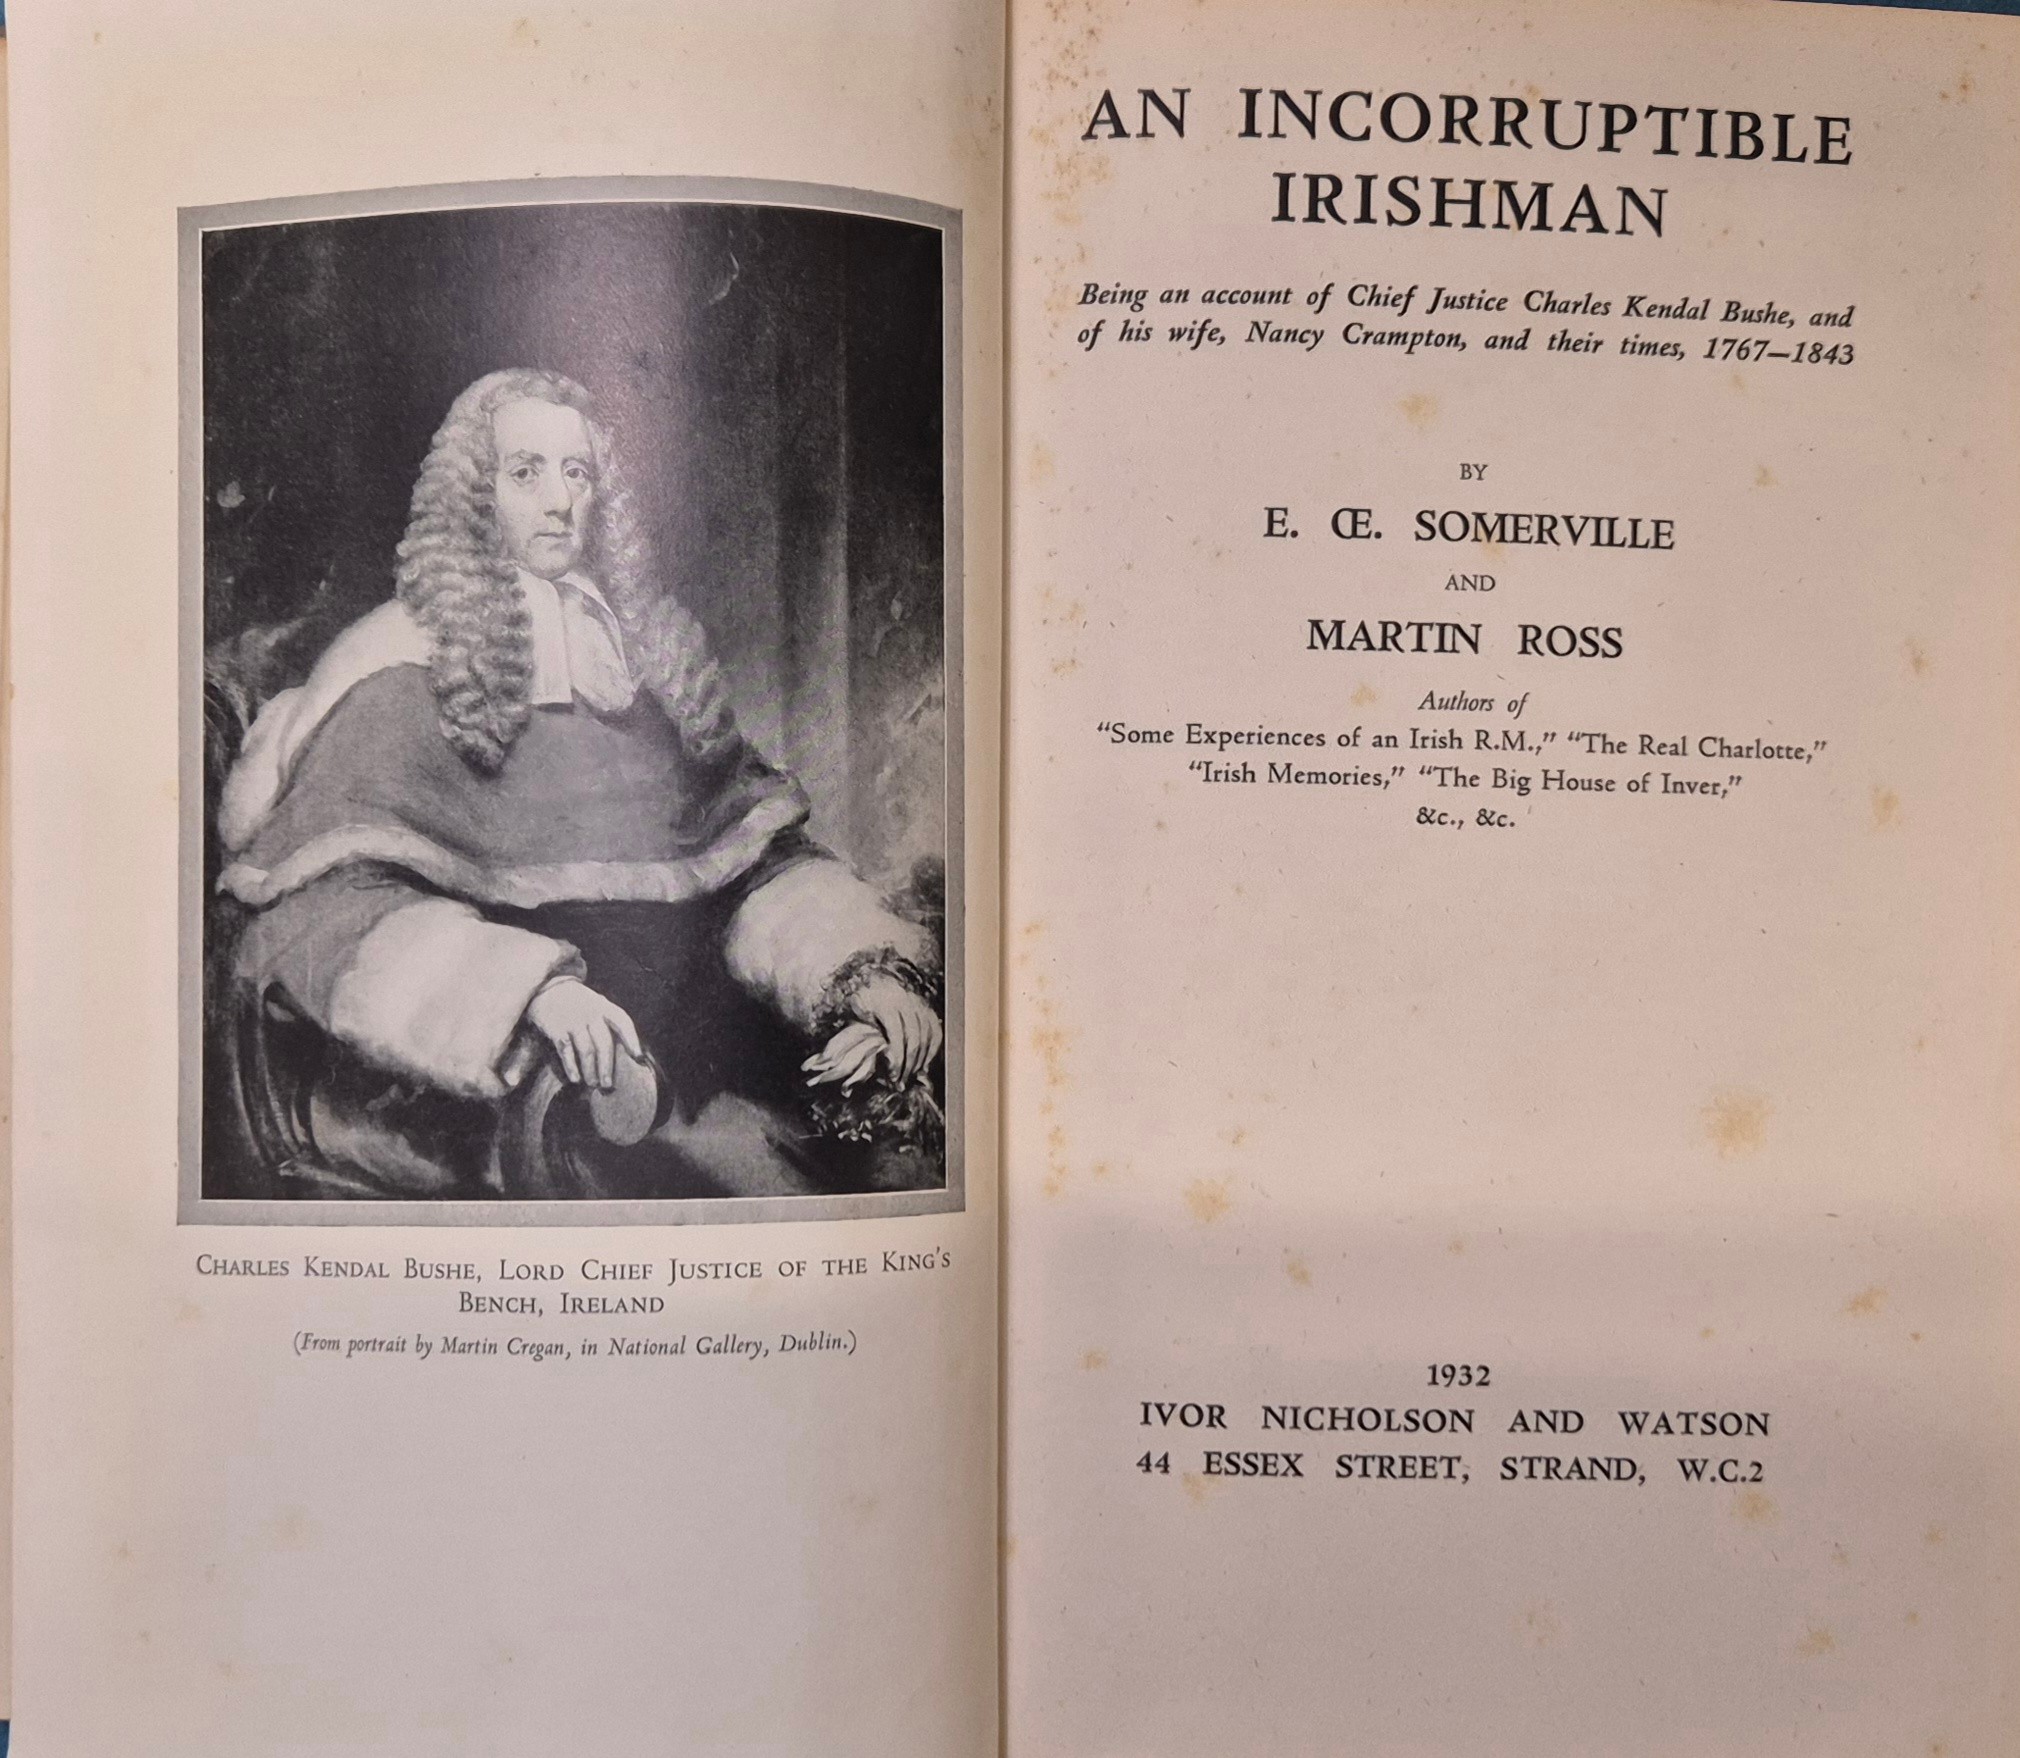 CHARLES KENDAL BUSHE, LORD CHIEF JUSTICE OF THE KING'S
BENCH, IRELAND
(From portrait by Martin Cregan, in National Gallery, Dublin.)
AN INCORRUPTIBLE
IRISHMAN
Being an account of Chief Justice Charles Kendal Bushe, and
of his wife, Nancy Crampton, and their times, 1767—1843
BY
E. Œ. SOMERVILLE
AND
MARTIN ROSS
Authors of
“Some Experiences of an Irish R.M.,” “The Real Charlotte,”
“Irish Memories,” “The Big House of Inver,”
&c., &c.
1932
IVOR NICHOLSON AND WATSON
44 ESSEX STREET, STRAND, W.C.2